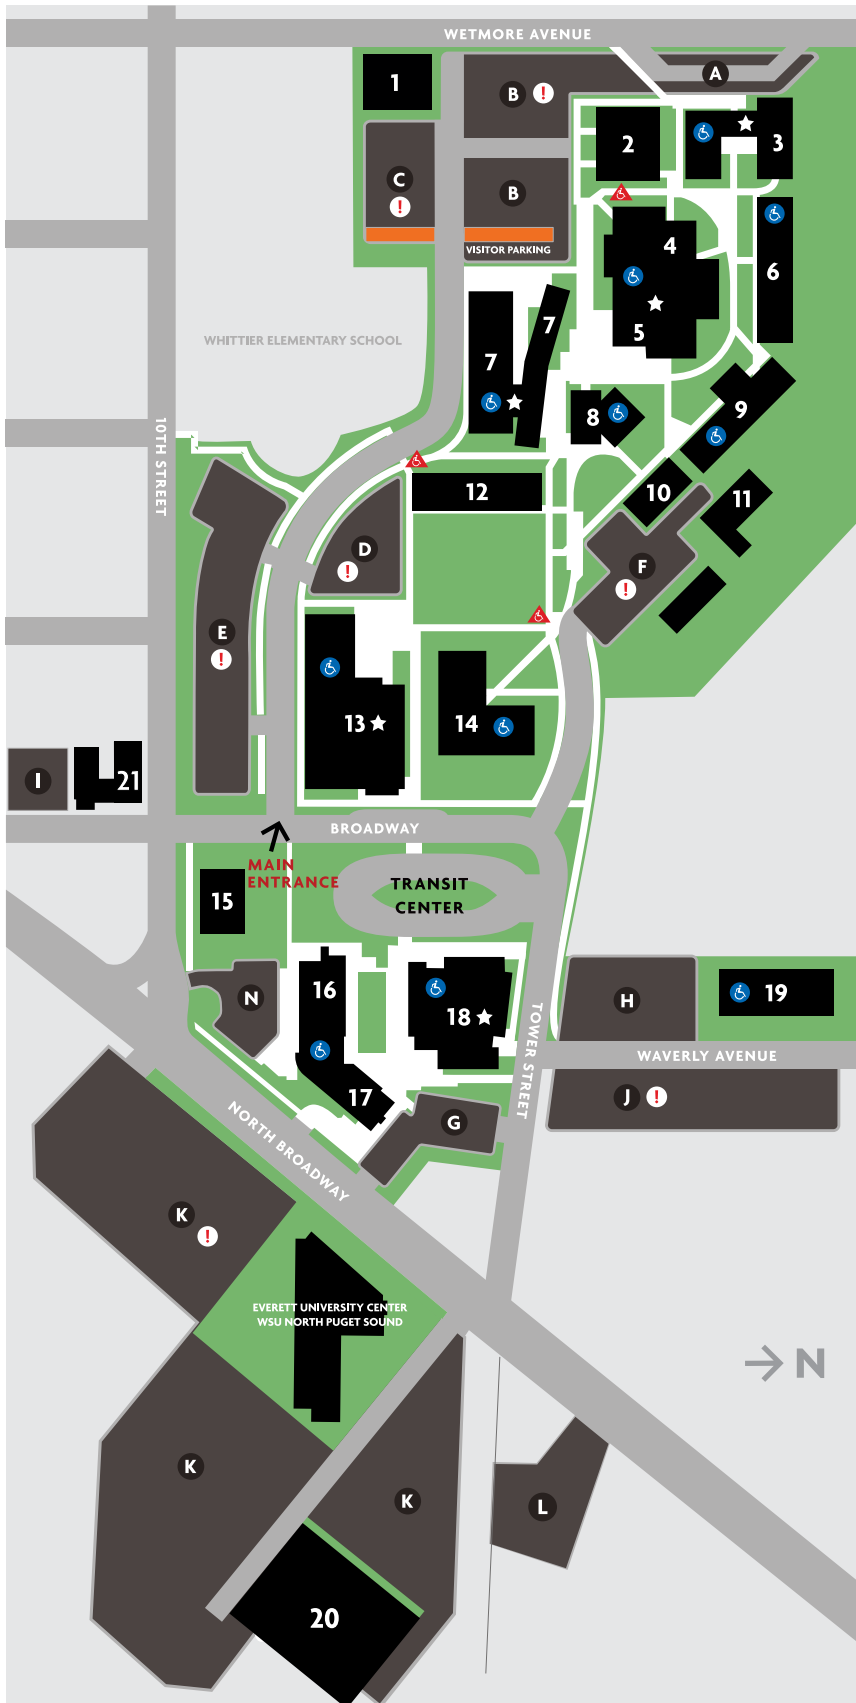 WETMORE AVENUE
A
1
B !
2
3
C
!
B
4
VISITOR PARKING
6
7
5
WHITTIER ELEMENTARY SCHOOL
7
8
9
10TH STREET
12
10
11
D
!
F
!
E
!
13
14
I
21
BROADWAY
MAIN
ENTRANCE
TRANSIT
CENTER
15
N
16
18
H
19
TOWER STREET
WAVERLY AVENUE
17
J !
G
NORTH BROADWAY
K
!
EVERETT UNIVERSITY CENTER
WSU NORTH PUGET SOUND
N
K
K
L
20